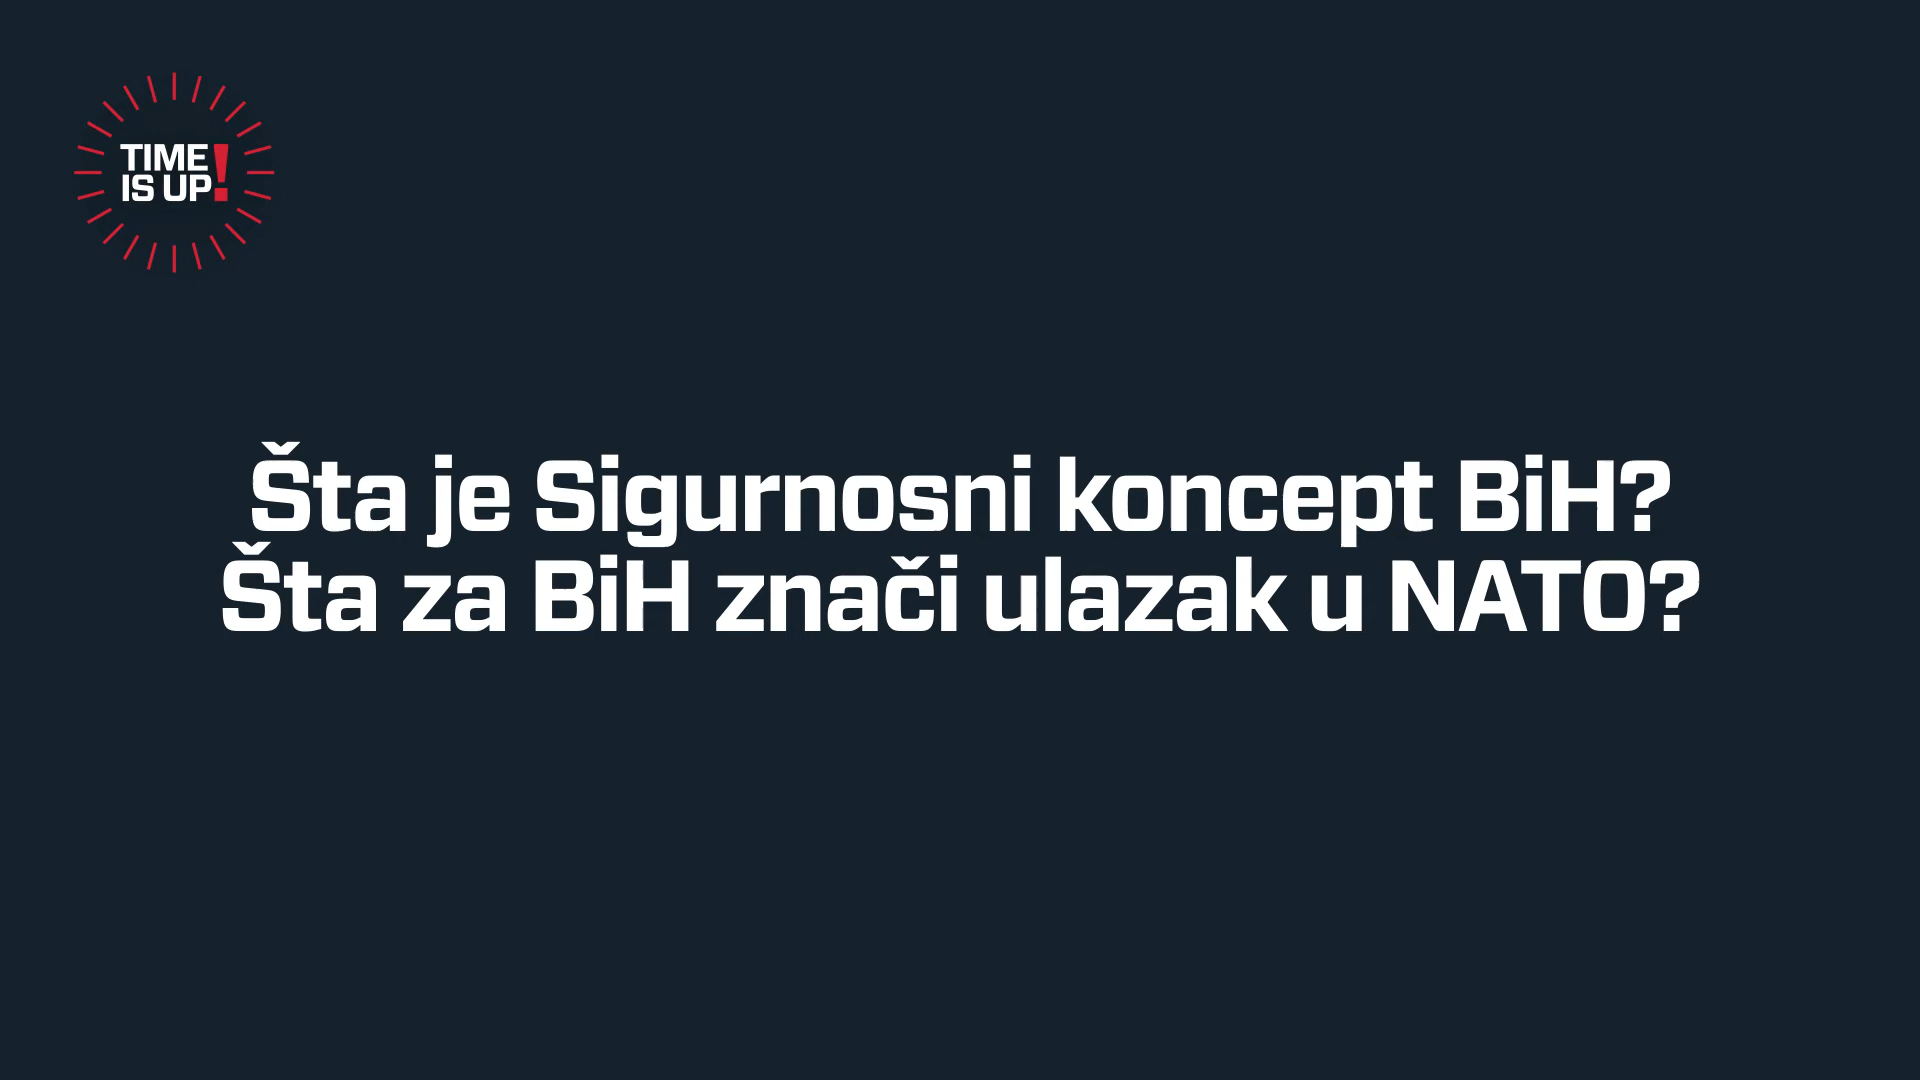 TIME
IS UP!
Šta je Sigurnosni koncept BiH?
Šta za BiH znači ulazak u NATO?